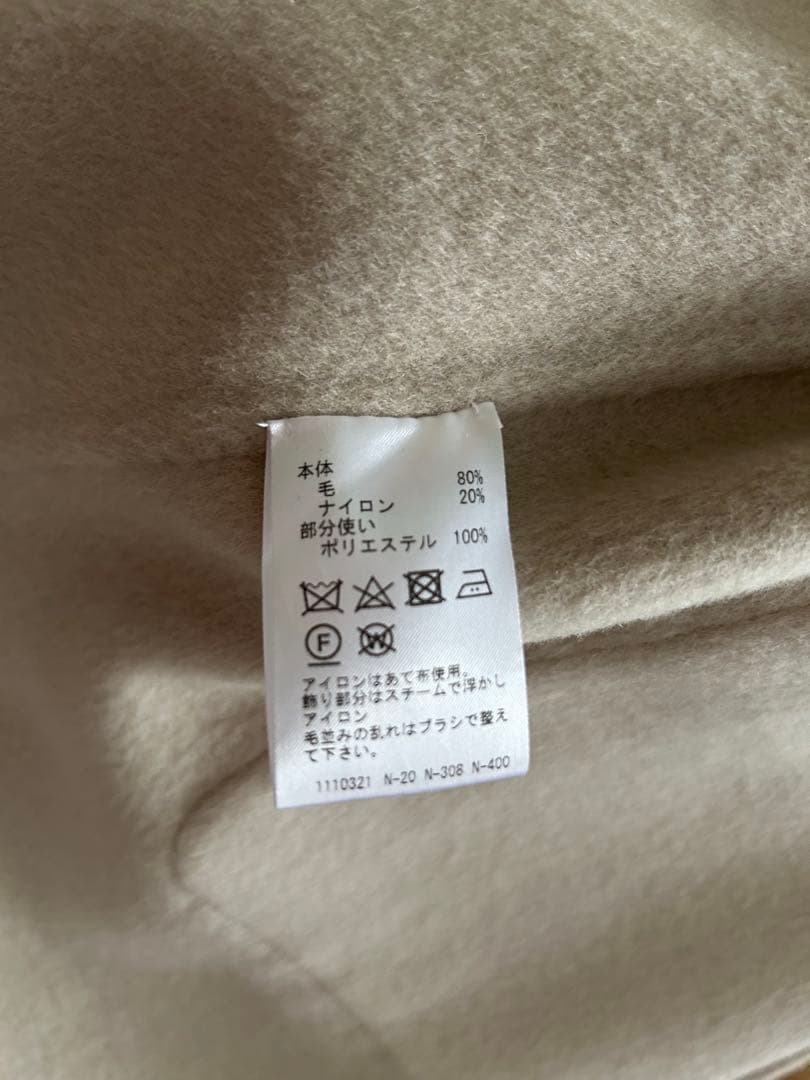 本体
毛 80%
ナイロン 20%
部分使い
ポリエステル 100%
F W
アイロンはあて布使用。
飾り部分はスチームで浮かし
アイロン
毛並みの乱れはブラシで整え
て下さい。
1110321 N-20 N-308 N-400